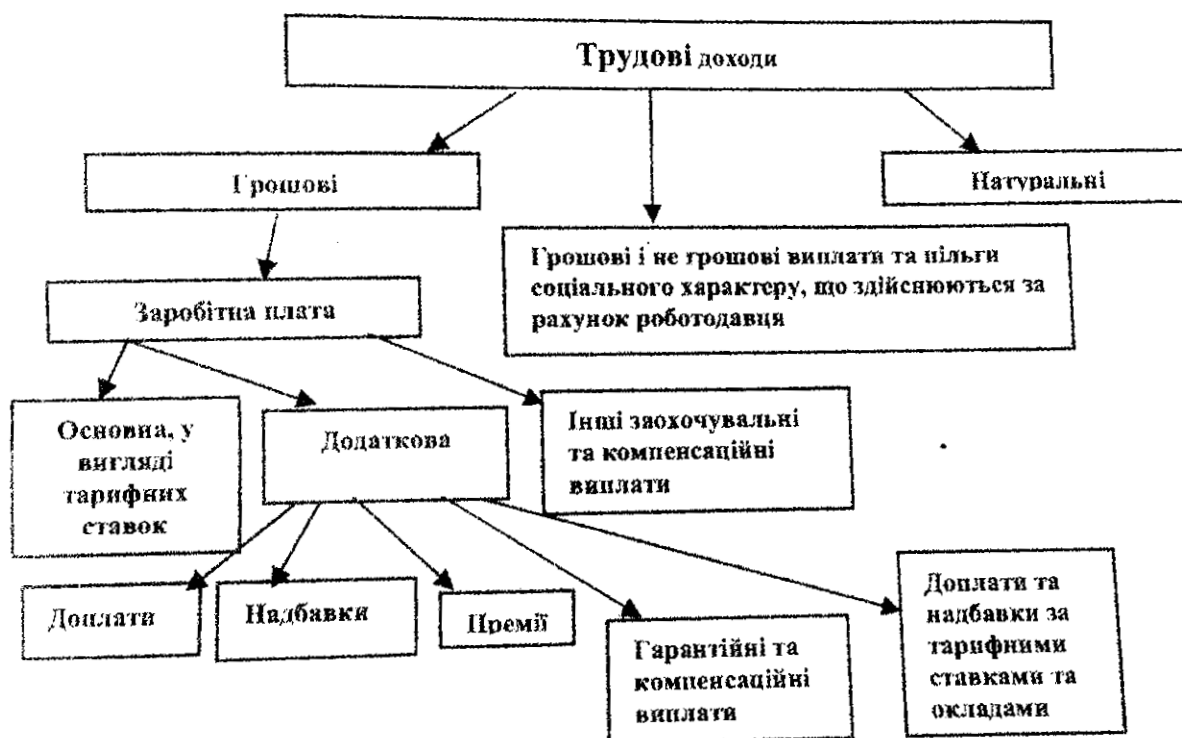 Трудові доходи
Грошові
Натуральні
Грошові і не грошові виплати та пільги
соціального характеру, що здійснюються за
рахунок роботодавця
Заробітна плата
Основна, у
вигляді
тарифних
ставок
Додаткова
Інші заохочувальні
та компенсаційні
виплати
Доплати
Надбавки
Премії
Гарантійні та
компенсаційні
виплати
Доплати та
надбавки за
тарифними
ставками та
окладами